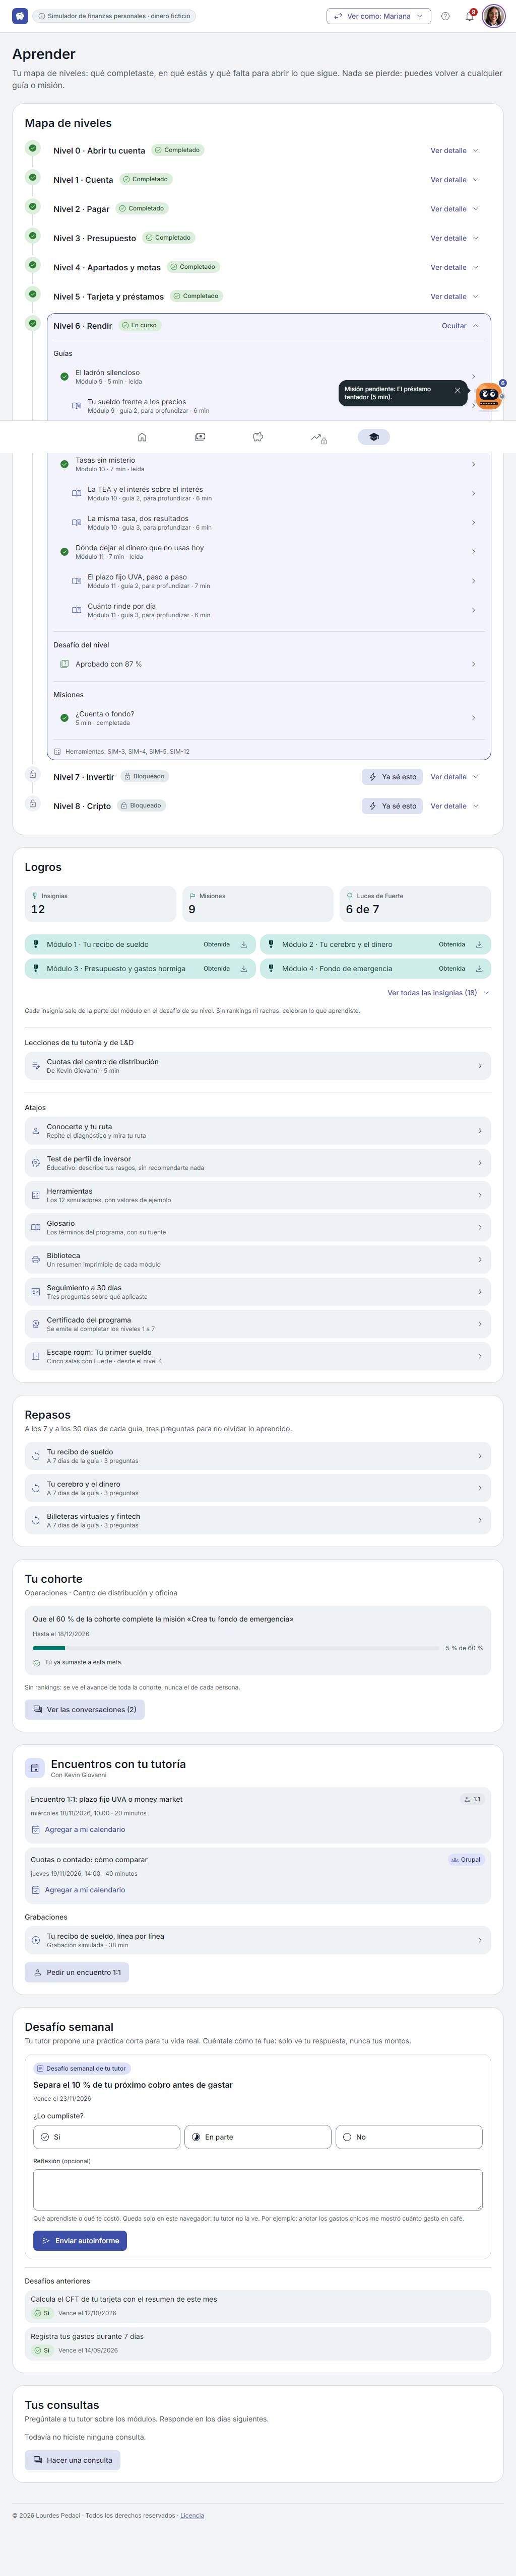 Simulador de finanzas personales · dinero ficticio
Ver como: Mariana
9
Aprender
Tu mapa de niveles: qué completaste, en qué estás y qué falta para abrir lo que sigue. Nada se pierde: puedes volver a cualquier
guía o misión.
Mapa de niveles
Nivel 0 · Abrir tu cuenta Completado Ver detalle
Nivel 1 · Cuenta Completado Ver detalle
Nivel 2 · Pagar Completado Ver detalle
Nivel 3 · Presupuesto Completado Ver detalle
Nivel 4 · Apartados y metas Completado Ver detalle
Nivel 5 · Tarjeta y préstamos Completado Ver detalle
Nivel 6 · Rendir En curso Ocultar
Guías
El ladrón silencioso
Módulo 9 · 5 min · leída
Misión pendiente: El préstamo
tentador (5 min).
6
Tu sueldo frente a los precios
Módulo 9 · guía 2, para profundizar · 6 min
Tasas sin misterio
Módulo 10 · 7 min · leída
La TEA y el interés sobre el interés
Módulo 10 · guía 2, para profundizar · 6 min
La misma tasa, dos resultados
Módulo 10 · guía 3, para profundizar · 6 min
Dónde dejar el dinero que no usas hoy
Módulo 11 · 7 min · leída
El plazo fijo UVA, paso a paso
Módulo 11 · guía 2, para profundizar · 7 min
Cuánto rinde por día
Módulo 11 · guía 3, para profundizar · 6 min
Desafío del nivel
Aprobado con 87 %
Misiones
¿Cuenta o fondo?
5 min · completada
Herramientas: SIM-3, SIM-4, SIM-5, SIM-12
Nivel 7 · Invertir Bloqueado Ya sé esto Ver detalle
Nivel 8 · Cripto Bloqueado Ya sé esto Ver detalle
Logros
Insignias
12
Misiones
9
Luces de Fuerte
6 de 7
Módulo 1 · Tu recibo de sueldo Obtenida
Módulo 2 · Tu cerebro y el dinero Obtenida
Módulo 3 · Presupuesto y gastos hormiga Obtenida
Módulo 4 · Fondo de emergencia Obtenida
Ver todas las insignias (18)
Cada insignia sale de la parte del módulo en el desafío de su nivel. Sin rankings ni rachas: celebran lo que aprendiste.
Lecciones de tu tutoría y de L&D
Cuotas del centro de distribución
De Kevin Giovanni · 5 min
Atajos
Conocerte y tu ruta
Repite el diagnóstico y mira tu ruta
Test de perfil de inversor
Educativo: describe tus rasgos, sin recomendarte nada
Herramientas
Los 12 simuladores, con valores de ejemplo
Glosario
Los términos del programa, con su fuente
Biblioteca
Un resumen imprimible de cada módulo
Seguimiento a 30 días
Tres preguntas sobre qué aplicaste
Certificado del programa
Se emite al completar los niveles 1 a 7
Escape room: Tu primer sueldo
Cinco salas con Fuerte · desde el nivel 4
Repasos
A los 7 y a los 30 días de cada guía, tres preguntas para no olvidar lo aprendido.
Tu recibo de sueldo
A 7 días de la guía · 3 preguntas
Tu cerebro y el dinero
A 7 días de la guía · 3 preguntas
Billeteras virtuales y fintech
A 7 días de la guía · 3 preguntas
Tu cohorte
Operaciones · Centro de distribución y oficina
Que el 60 % de la cohorte complete la misión «Crea tu fondo de emergencia»
Hasta el 18/12/2026
5 % de 60 %
Tú ya sumaste a esta meta.
Sin rankings: se ve el avance de toda la cohorte, nunca el de cada persona.
Ver las conversaciones (2)
Encuentros con tu tutoría
Con Kevin Giovanni
Encuentro 1:1: plazo fijo UVA o money market 1:1
miércoles 18/11/2026, 10:00 · 20 minutos
Agregar a mi calendario
Cuotas o contado: cómo comparar Grupal
jueves 19/11/2026, 14:00 · 40 minutos
Agregar a mi calendario
Grabaciones
Tu recibo de sueldo, línea por línea
Grabación simulada · 38 min
Pedir un encuentro 1:1
Desafío semanal
Tu tutor propone una práctica corta para tu vida real. Cuéntale cómo te fue: solo ve tu respuesta, nunca tus montos.
Desafío semanal de tu tutor
Separa el 10 % de tu próximo cobro antes de gastar
Vence el 23/11/2026
¿Lo cumpliste?
Sí
En parte
No
Reflexión (opcional)
Qué aprendiste o qué te costó. Queda solo en este navegador: tu tutor no la ve. Por ejemplo: anotar los gastos chicos me mostró cuánto gasto en café.
Enviar autoinforme
Desafíos anteriores
Calcula el CFT de tu tarjeta con el resumen de este mes
Sí Vence el 12/10/2026
Registra tus gastos durante 7 días
Sí Vence el 14/09/2026
Tus consultas
Pregúntale a tu tutor sobre los módulos. Responde en los días siguientes.
Todavía no hiciste ninguna consulta.
Hacer una consulta
© 2026 Lourdes Pedaci · Todos los derechos reservados · Licencia